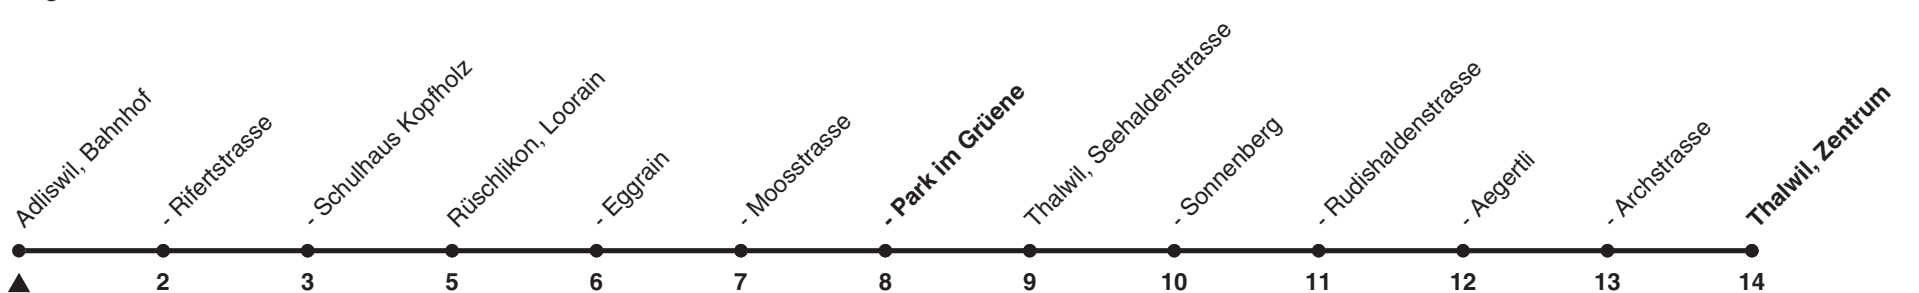 Adliswil, Bahnhof
- Rifertstrasse
- Schulhaus Kopfholz
Rüschlikon, Loorain
- Eggrain
- Moosstrasse
- Park im Grüene
Thalwil, Seehaldenstrasse
- Sonnenberg
- Rudishaldenstrasse
- Aegertli
- Archstrasse
Thalwil, Zentrum
2 3 5 6 7 8 9 10 11 12 13 14